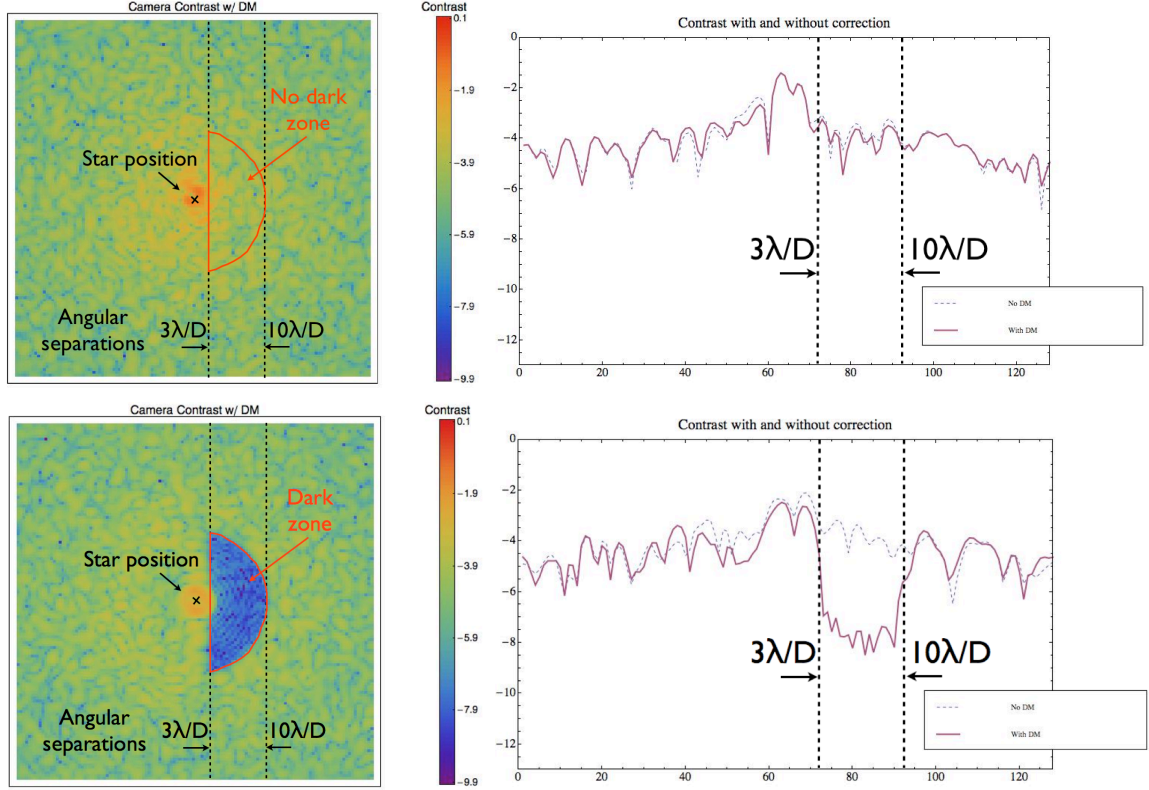 Camera Contrast w/ DM
No dark
zone
Star position
Angular
separations
3λ/D
10λ/D
Contrast
0.1
-1.9
-3.9
-5.9
-7.9
-9.9
Contrast with and without correction
0
-2
-4
-6
-8
-10
-12
3λ/D
10λ/D
No DM
With DM
0
20
40
60
80
100
120
Camera Contrast w/ DM
Dark
zone
Star position
Angular
separations
3λ/D
10λ/D
Contrast
0.1
-1.9
-3.9
-5.9
-7.9
-9.9
Contrast with and without correction
0
-2
-4
-6
-8
-10
-12
3λ/D
10λ/D
No DM
With DM
0
20
40
60
80
100
120